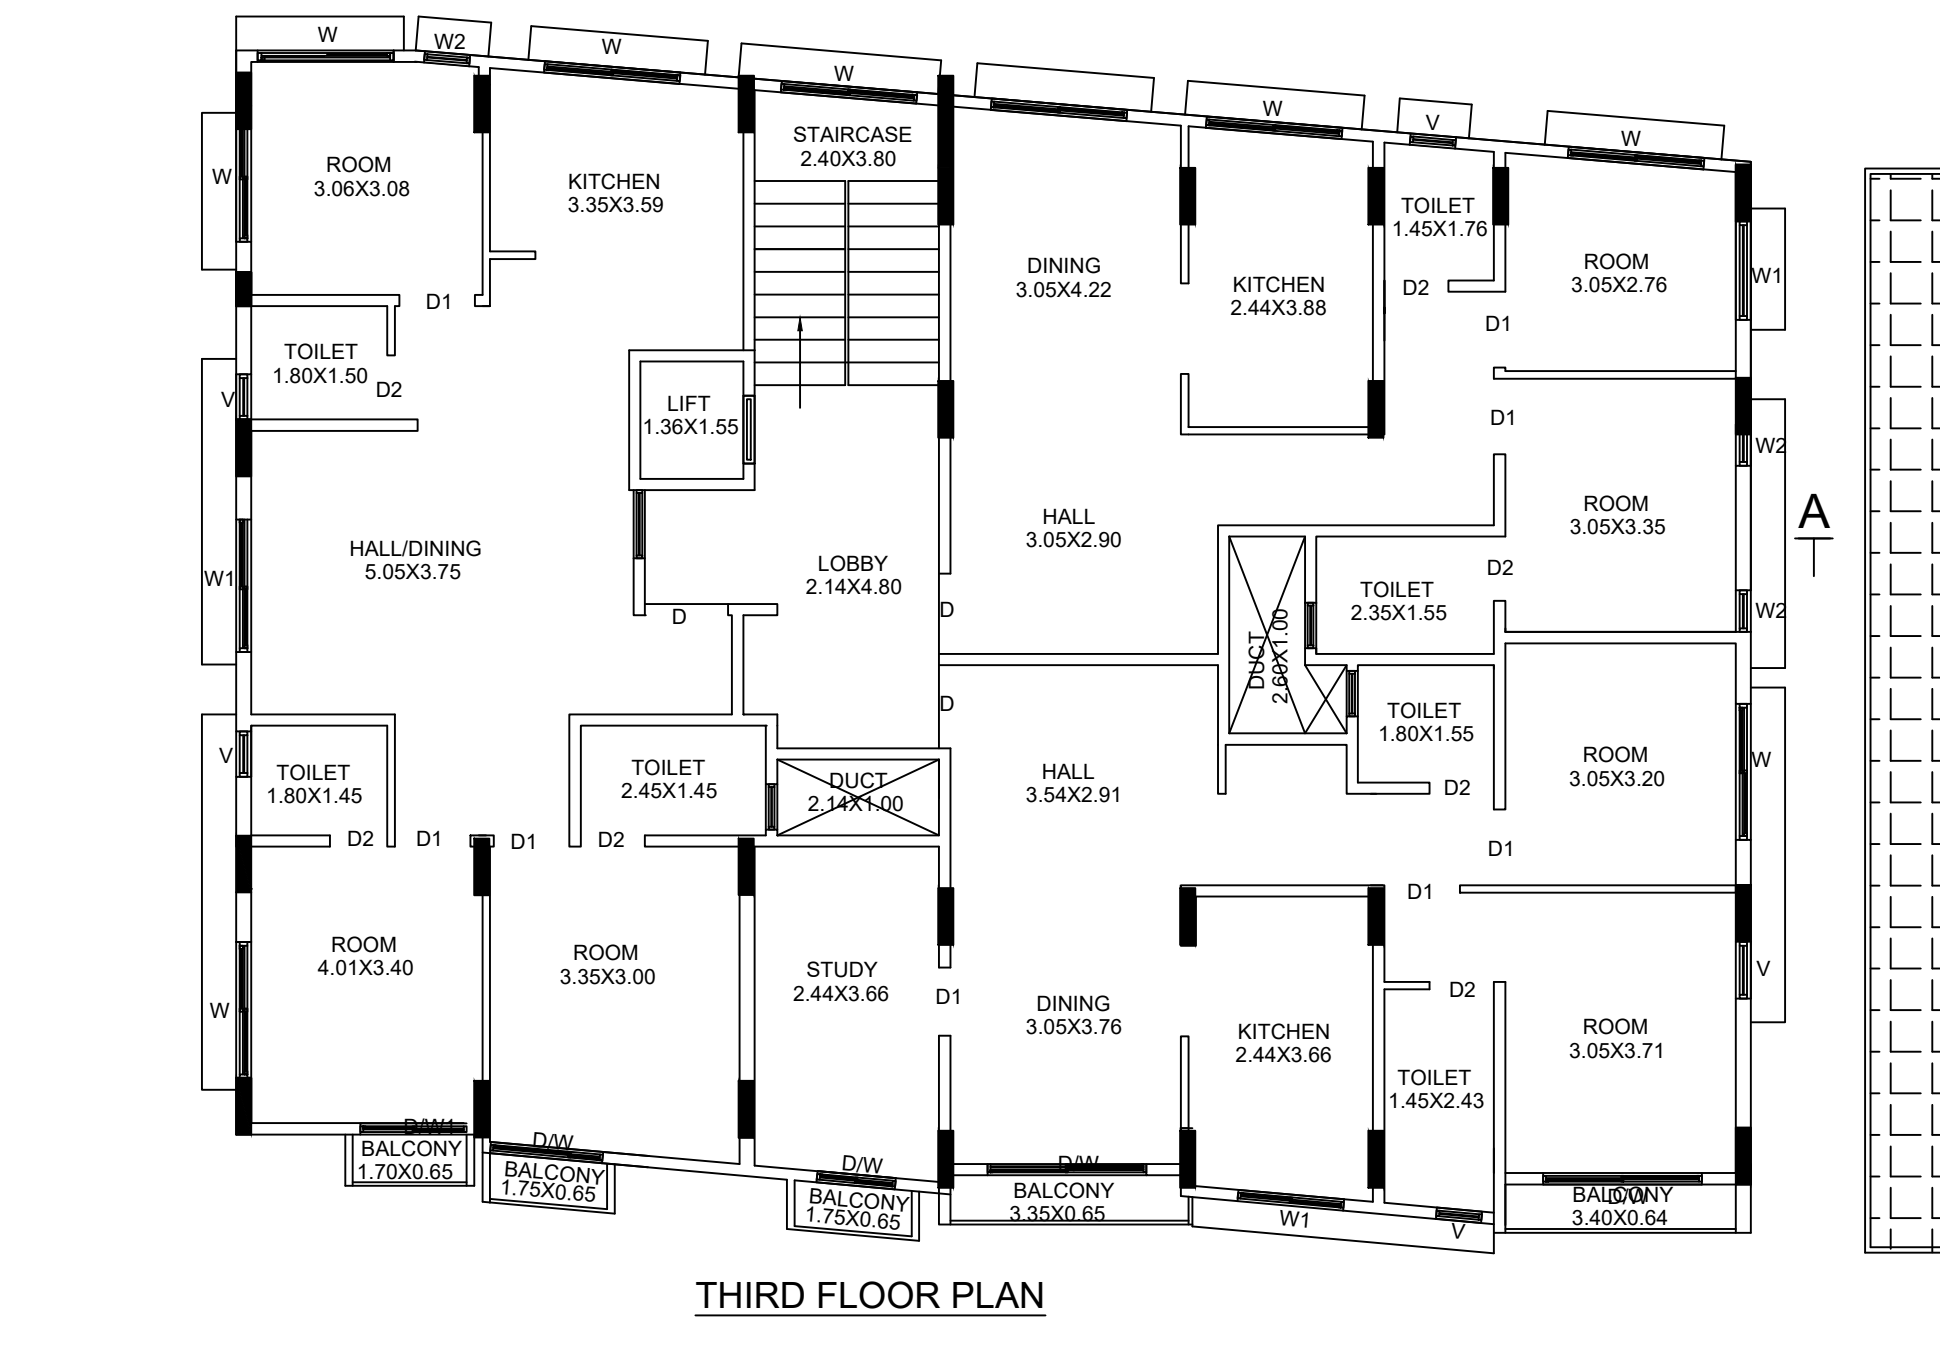 W
W2
W
W
W
V
W
ROOM
3.06X3.08
W
KITCHEN
3.35X3.59
STAIRCASE
2.40X3.80
DINING
3.05X4.22
KITCHEN
2.44X3.88
TOILET
1.45X1.76
D2
ROOM
3.05X2.76
W1
D1
D1
TOILET
1.80X1.50
D2
V
LIFT
1.36X1.55
D1
W2
HALL/DINING
5.05X3.75
W1
LOBBY
2.14X4.80
D
D
HALL
3.05X2.90
ROOM
3.05X3.35
A
D2
TOILET
2.35X1.55
W2
DUCT
2.60X1.00
D
TOILET
1.80X1.55
D2
V
TOILET
1.80X1.45
TOILET
2.45X1.45
DUCT
2.14X1.00
HALL
3.54X2.91
ROOM
3.05X3.20
W
D2
D1
D1
D2
D1
D1
ROOM
4.01X3.40
W
ROOM
3.35X3.00
STUDY
2.44X3.66
D1
DINING
3.05X3.76
KITCHEN
2.44X3.66
D2
V
TOILET
1.45X2.43
ROOM
3.05X3.71
D/W1
BALCONY
1.70X0.65
D/W
BALCONY
1.75X0.65
D/W
BALCONY
1.75X0.65
D/W
BALCONY
3.35X0.65
W1
V
BALCONY
D/W
3.40X0.64
THIRD FLOOR PLAN